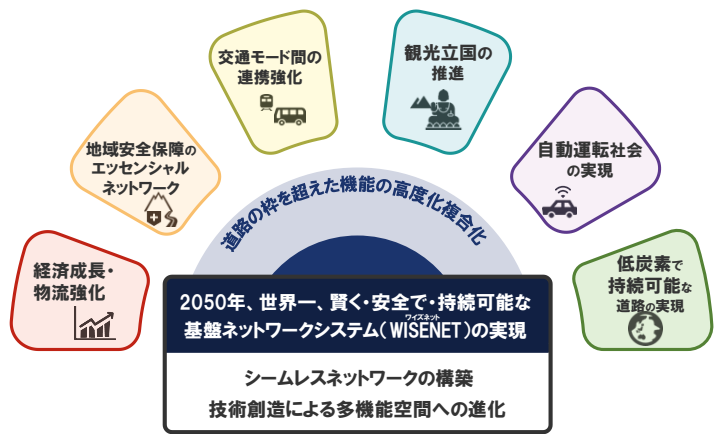 交通モード間の
連携強化
観光立国の
推進
地域安全保障の
エッセンシャル
ネットワーク
自動運転社会
の実現
経済成長・
物流強化
低炭素で
持続可能な
道路の実現
道路の枠を超えた機能の高度化複合化
2050年、世界一、賢く・安全で・持続可能な
ワイズネット
基盤ネットワークシステム(WISENET)の実現
シームレスネットワークの構築
技術創造による多機能空間への進化